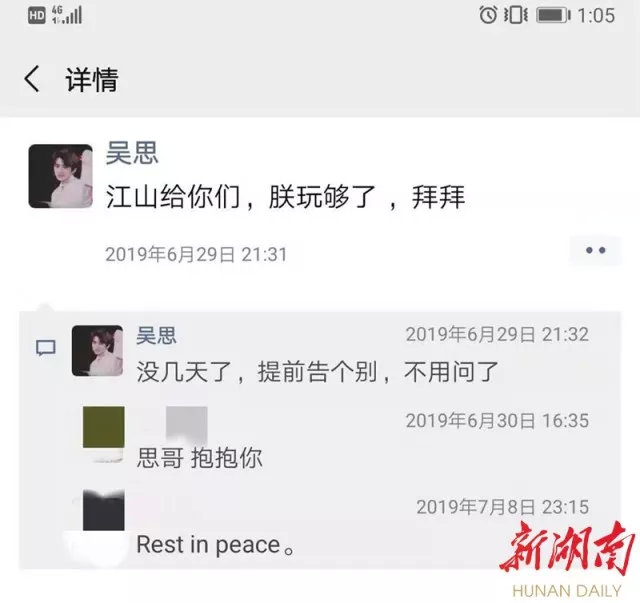 HD 4G 1:05
详情
吴思
江山给你们，朕玩够了，拜拜
2019年6月29日 21:31
吴思 2019年6月29日 21:32
没几天了，提前告个别，不用问了
2019年6月30日 16:35
思哥 抱抱你
2019年7月8日 23:15
Rest in peace。
新湖南
HUNAN DAILY